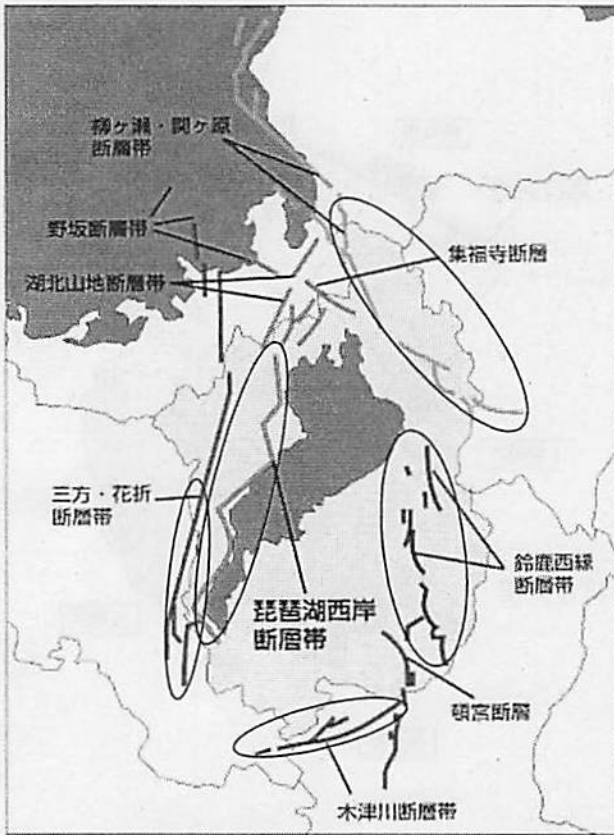 柳ヶ瀬・関ヶ原
断層帯
野坂断層帯
集福寺断層
湖北山地断層帯
三方・花折
断層帯
鈴鹿西縁
断層帯
琵琶湖西岸
断層帯
頓宮断層
木津川断層帯